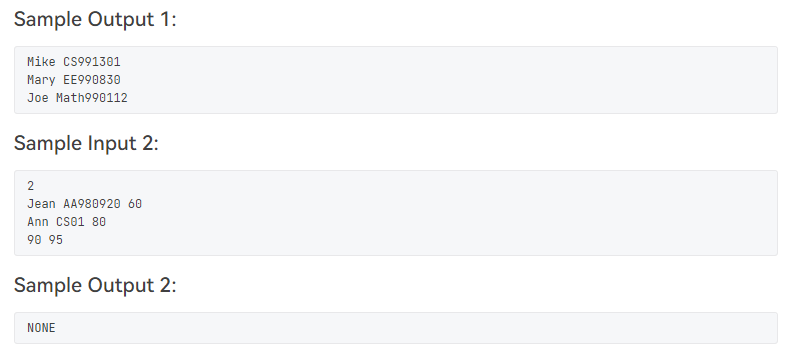 Sample Output 1:
Mike CS991301
Mary EE990830
Joe Math990112
Sample Input 2:
2
Jean AA980920 60
Ann CS01 80
90 95
Sample Output 2:
NONE